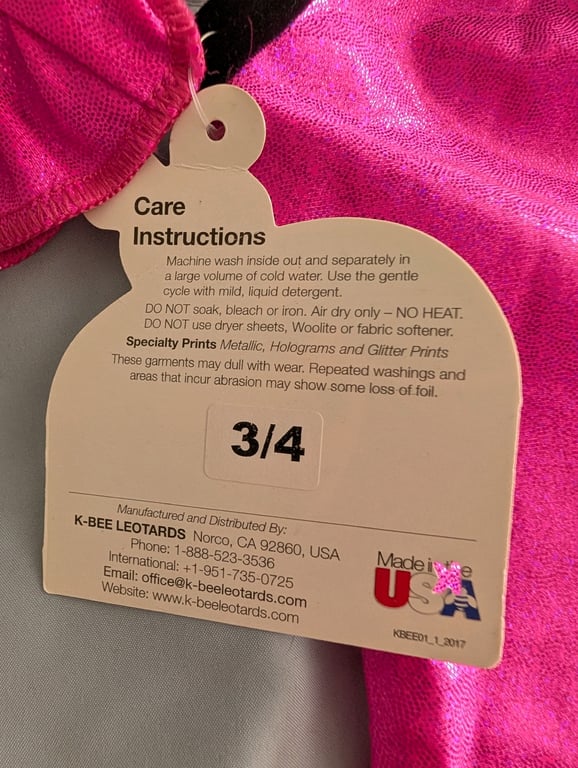 Care
Instructions
Machine wash inside out and separately in
a large volume of cold water. Use the gentle
cycle with mild, liquid detergent.
DO NOT soak, bleach or iron. Air dry only – NO HEAT.
DO NOT use dryer sheets, Woolite or fabric softener.
Specialty Prints Metallic, Holograms and Glitter Prints
These garments may dull with wear. Repeated washings and
areas that incur abrasion may show some loss of foil.
3/4
Manufactured and Distributed By:
K-BEE LEOTARDS Norco, CA 92860, USA
Phone: 1-888-523-3536
International: +1-951-735-0725
Email: office@k-beeleotards.com
Website: www.k-beeleotards.com
Made in the
USA
KBEE01_1_2017